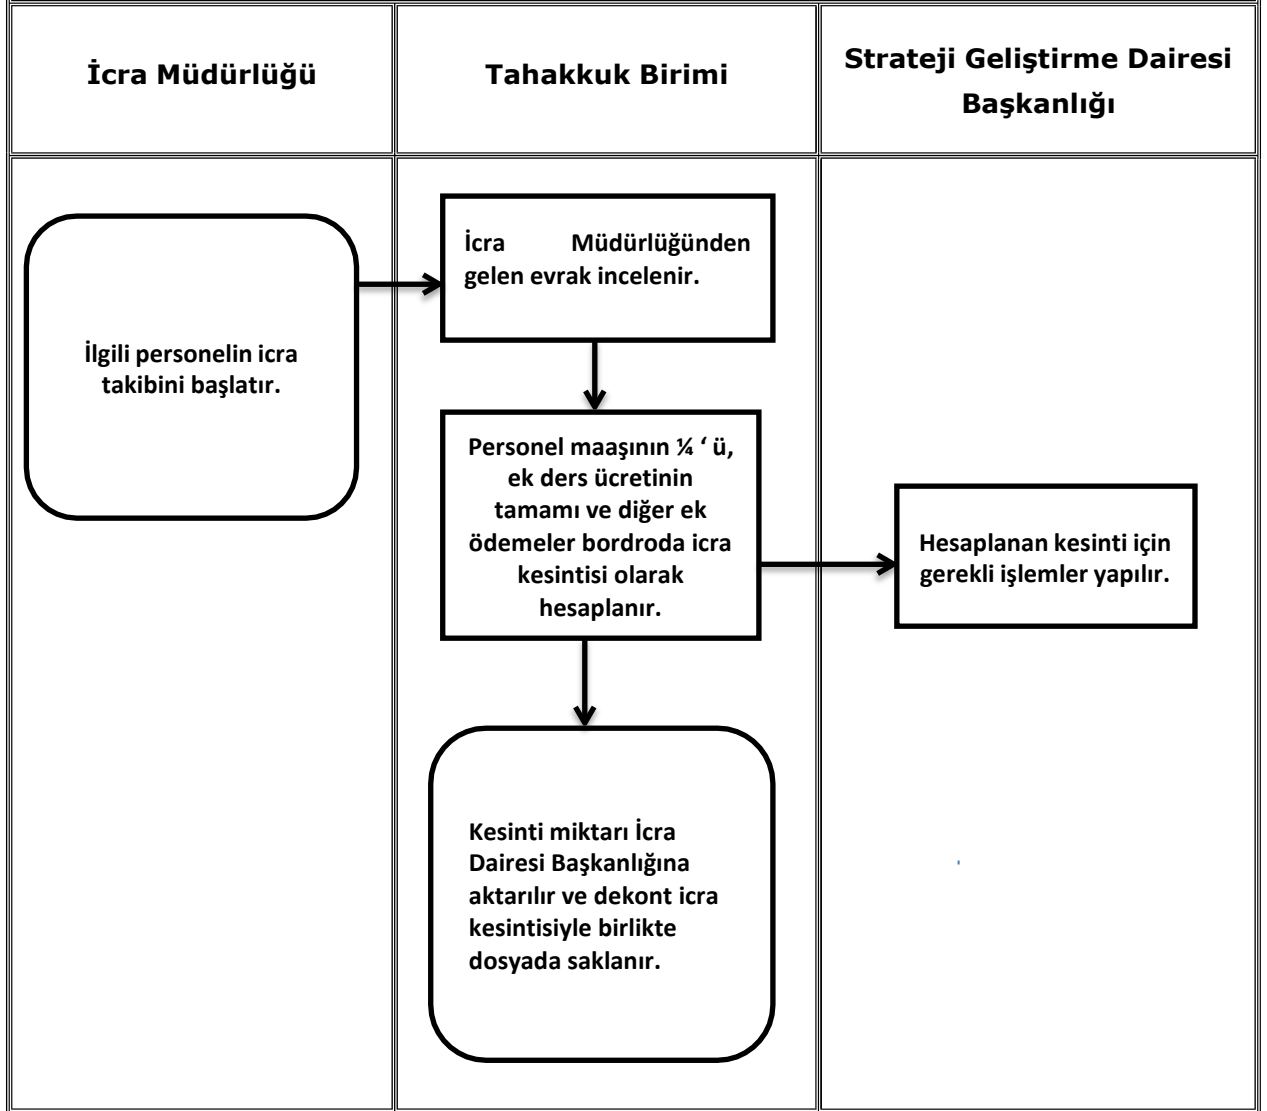 İcra Müdürlüğü
Tahakkuk Birimi
Strateji Geliştirme Dairesi
Başkanlığı
İlgili personelin icra
takibini başlatır.
İcra Müdürlüğünden
gelen evrak incelenir.
Personel maaşının ¼ ‘ ü,
ek ders ücretinin
tamamı ve diğer ek
ödemeler bordroda icra
kesintisi olarak
hesaplanır.
Hesaplanan kesinti için
gerekli işlemler yapılır.
Kesinti miktarı İcra
Dairesi Başkanlığına
aktarılır ve dekont icra
kesintisiyle birlikte
dosyada saklanır.